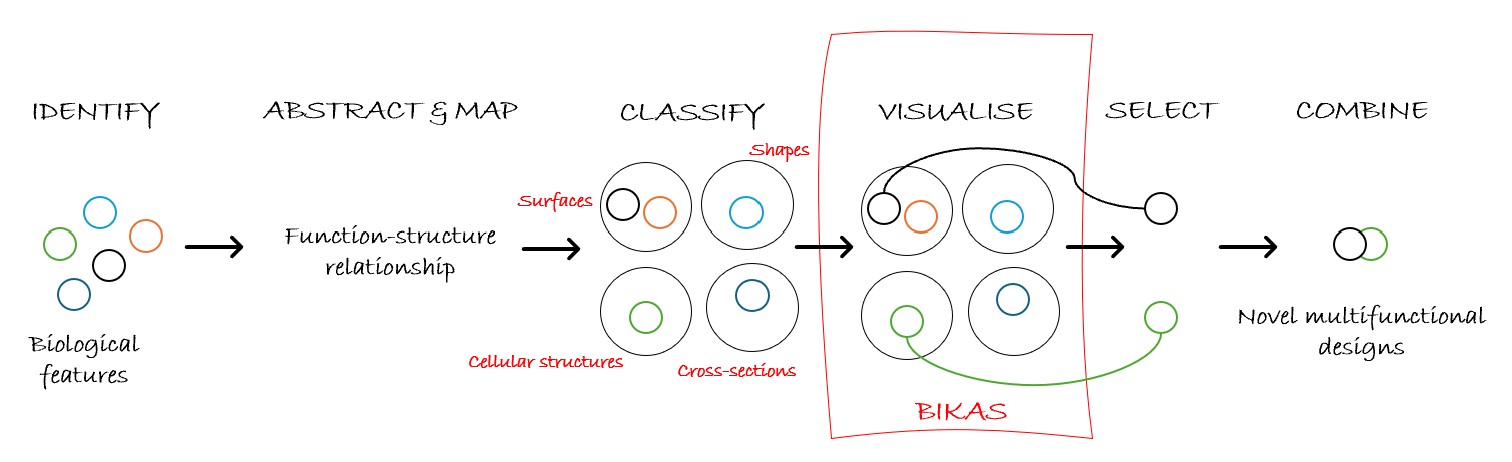 IDENTIFY
ABSTRACT & MAP
CLASSIFY
VISUALISE
SELECT
COMBINE
Shapes
Surfaces
Function-structure
relationship
Biological
features
Cellular structures
Cross-sections
Novel multifunctional
designs
BIKAS